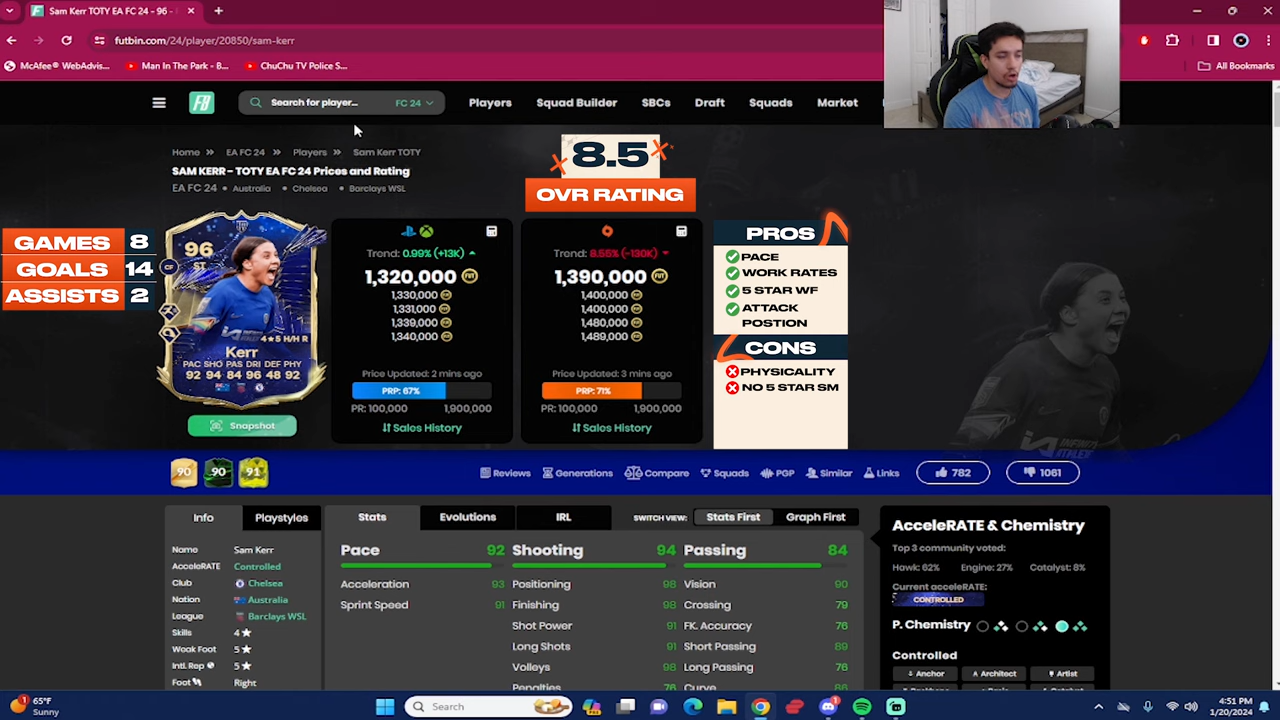 Sam Kerr TOTY EA FC 24 - 96 -
futbin.com/24/player/20850/sam-kerr
McAfee® WebAdvis...
Man In The Park - B...
ChuChu TV Police S...
All Bookmarks
Search for player...
FC 24
Players
Squad Builder
SBCs
Draft
Squads
Market
Home » EA FC 24 » Players » Sam Kerr TOTY
SAM KERR - TOTY EA FC 24 Prices and Rating
EA FC 24 • Australia • Chelsea • Barclays WSL
8.5
OVR RATING
GAMES 8
GOALS 14
ASSISTS 2
96
ST
CF
4★5 H/H R
Kerr
PAC SHO PAS DRI DEF PHY
92 94 84 96 48 92
Snapshot
Trend: 0.99% (+13K)
1,320,000
1,330,000
1,331,000
1,339,000
1,340,000
Price Updated: 2 mins ago
PRP: 67%
PR: 100,000
1,900,000
Sales History
Trend: 8.55% (-130K)
1,390,000
1,400,000
1,400,000
1,480,000
1,489,000
Price Updated: 3 mins ago
PRP: 71%
PR: 100,000
1,900,000
Sales History
PROS
PACE
WORK RATES
5 STAR WF
ATTACK
POSTION
CONS
PHYSICALITY
NO 5 STAR SM
90
90
91
Reviews
Generations
Compare
Squads
PGP
Similar
Links
782
1061
Info
Playstyles
Name Sam Kerr
AcceleRATE Controlled
Club Chelsea
Nation Australia
League Barclays WSL
Skills 4★
Weak Foot 5★
Intl. Rep 5★
Foot Right
Stats
Evolutions
IRL
SWITCH VIEW:
Stats First
Graph First
Pace 92
Acceleration 93
Sprint Speed 91
Shooting 94
Positioning 98
Finishing 98
Shot Power 91
Long Shots 91
Volleys 98
Penalties 76
Passing 84
Vision 90
Crossing 79
FK. Accuracy 76
Short Passing 89
Long Passing 76
Curve 86
AcceleRATE & Chemistry
Top 3 community voted:
Hawk: 62%
Engine: 27%
Catalyst: 8%
Current acceleRATE:
CONTROLLED
P. Chemistry
Controlled
Anchor
Architect
Artist
65°F
Sunny
Search
4:51 PM
1/20/2024